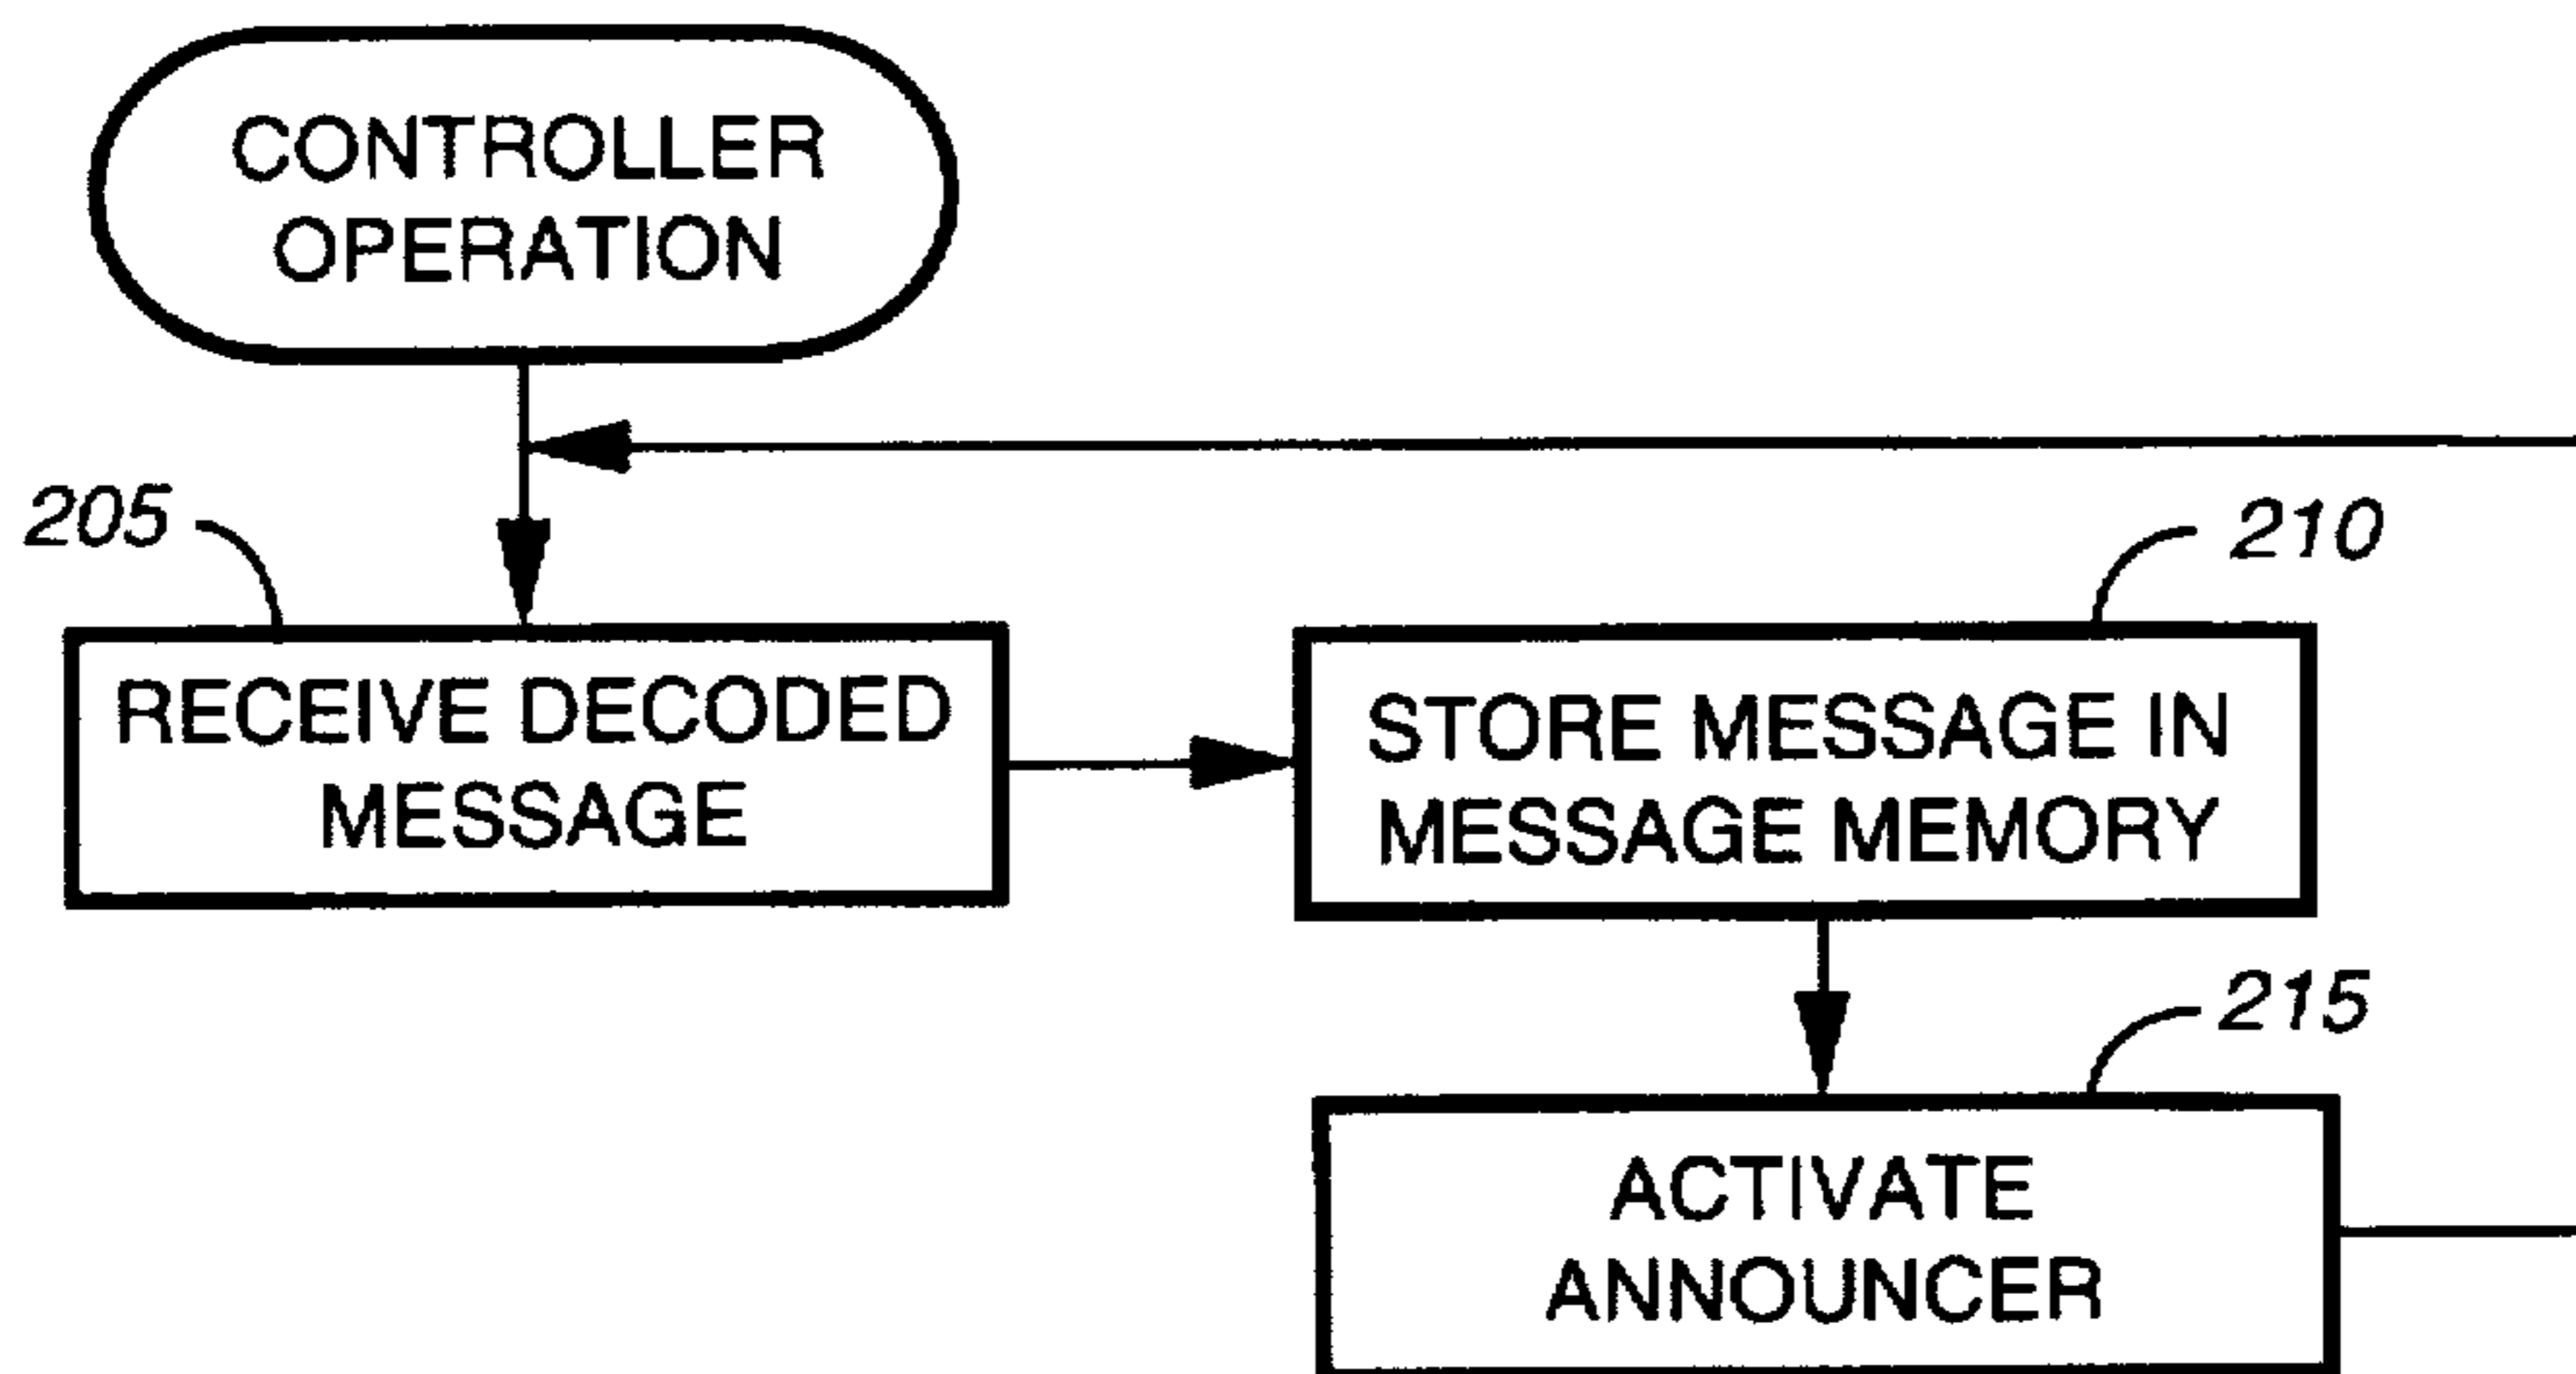 CONTROLLER
OPERATION
205
RECEIVE DECODED
MESSAGE
210
STORE MESSAGE IN
MESSAGE MEMORY
215
ACTIVATE
ANNOUNCER